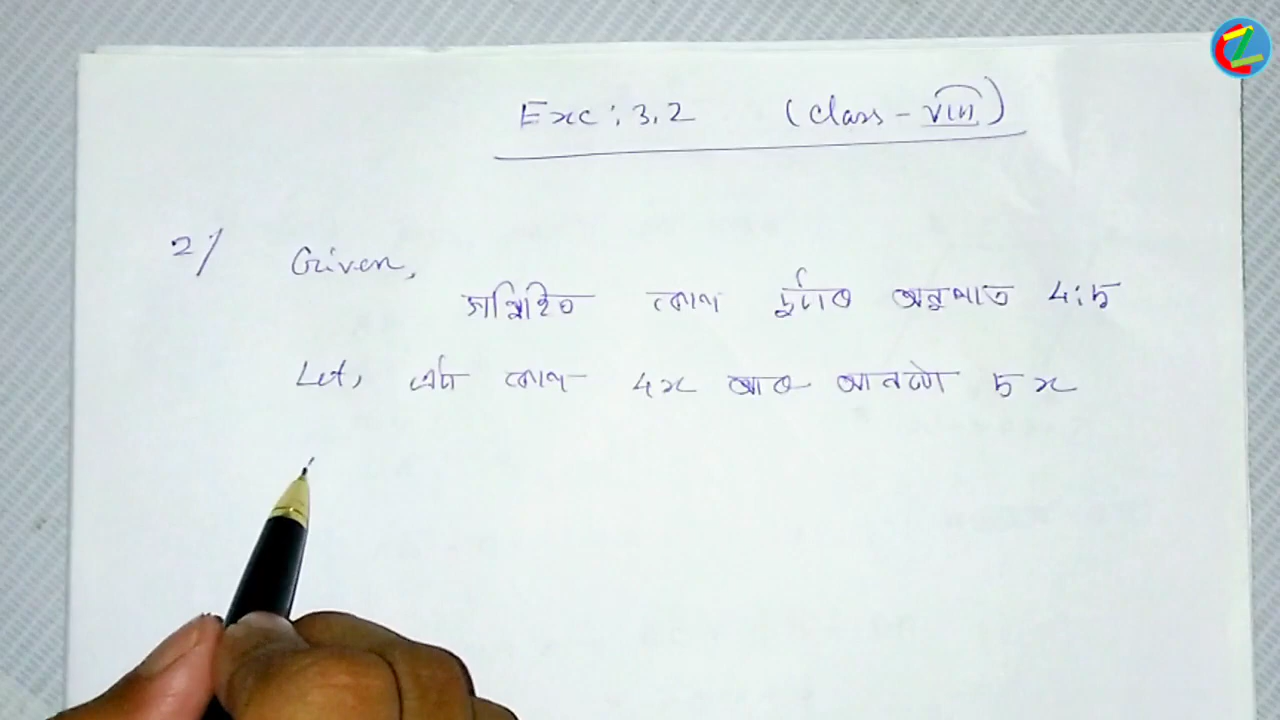 Exc: 3.2 (class - VIII)
2/ Given,
সন্নিহিত কোণ দুটাৰ অনুপাত 4:5
Let, এটা কোণ 4x আৰু আনটো 5x